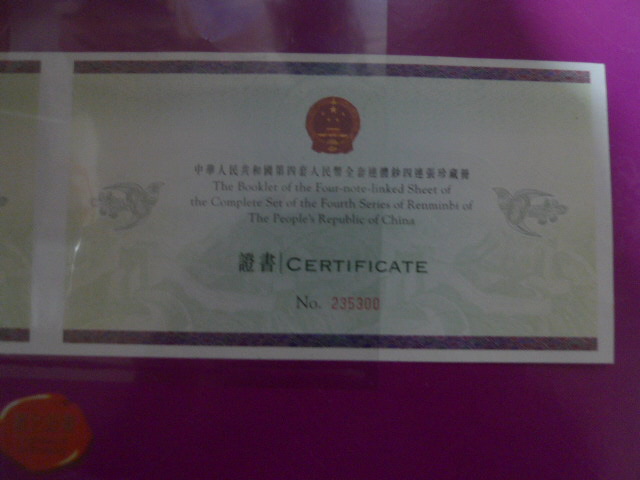 中華人民共和國第四套人民幣全套連體鈔四連張珍藏冊
The Booklet of the Four-note-linked Sheet of
the Complete Set of the Fourth Series of Renminbi of
The People's Republic of China
證書|CERTIFICATE
No. 235300